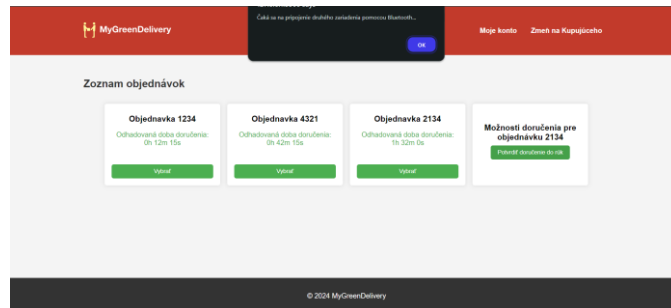 Čaká sa na pripojenie druhého zariadenia pomocou Bluetooth...
OK
MyGreenDelivery
Moje konto Zmeň na Kupujúceho
Zoznam objednávok
Objednavka 1234
Odhadovaná doba doručenia:
0h 12m 15s
Vybrať
Objednavka 4321
Odhadovaná doba doručenia:
0h 42m 15s
Vybrať
Objednavka 2134
Odhadovaná doba doručenia:
1h 32m 0s
Vybrať
Možnosti doručenia pre
objednávku 2134
Potvrdiť doručenie do rúk
© 2024 MyGreenDelivery